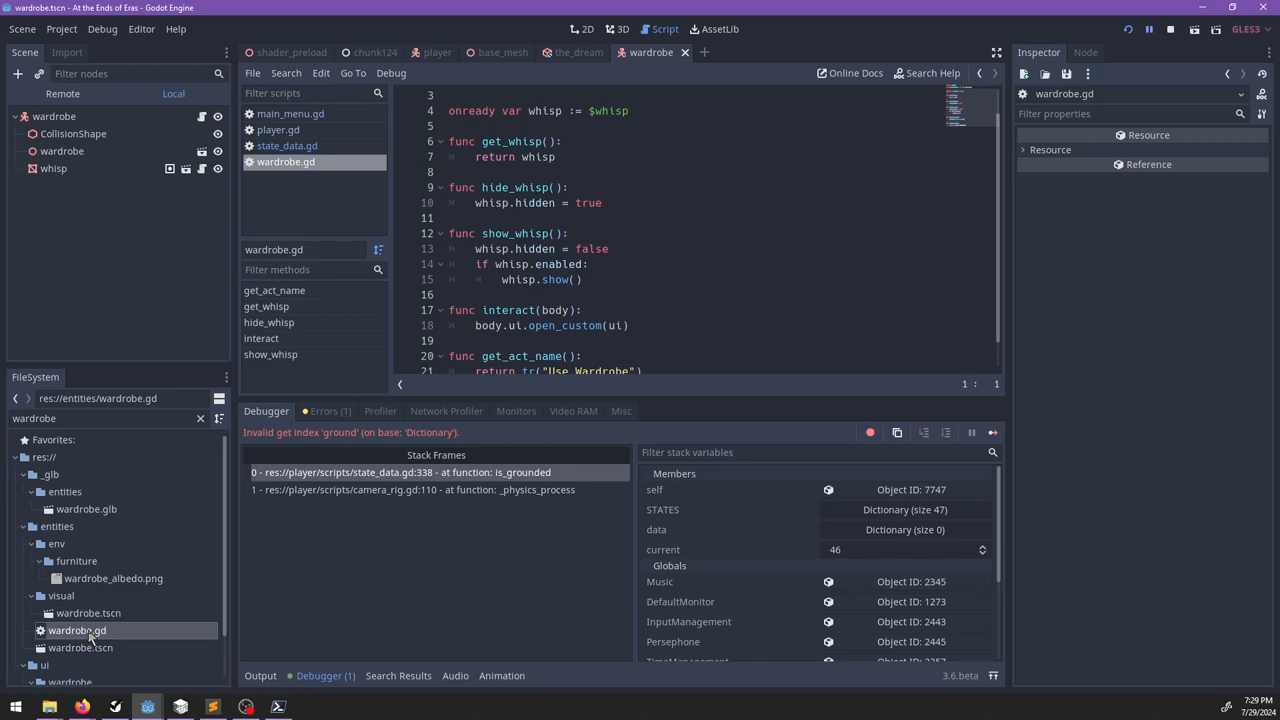 wardrobe.tscn - At the Ends of Eras - Godot Engine
Scene Project Debug Editor Help
2D 3D Script AssetLib
GLES3
Scene Import
Filter nodes
Remote Local
wardrobe
CollisionShape
wardrobe
whisp
FileSystem
res://entities/wardrobe.gd
wardrobe
Favorites:
res://
_glb
entities
wardrobe.glb
entities
env
furniture
wardrobe_albedo.png
visual
wardrobe.tscn
wardrobe.gd
wardrobe.tscn
ui
wardrobe
shader_preload chunk124 player base_mesh the_dream wardrobe
File Search Edit Go To Debug
Online Docs Search Help
Filter scripts
main_menu.gd
player.gd
state_data.gd
wardrobe.gd
wardrobe.gd
Filter methods
get_act_name
get_whisp
hide_whisp
interact
show_whisp
3
4 onready var whisp := $whisp
5
6 func get_whisp():
7 return whisp
8
9 func hide_whisp():
10 whisp.hidden = true
11
12 func show_whisp():
13 whisp.hidden = false
14 if whisp.enabled:
15 whisp.show()
16
17 func interact(body):
18 body.ui.open_custom(ui)
19
20 func get_act_name():
21 return tr("Use Wardrobe")
1 : 1
Debugger Errors (1) Profiler Network Profiler Monitors Video RAM Misc
Invalid get index 'ground' (on base: 'Dictionary').
Stack Frames
0 - res://player/scripts/state_data.gd:338 - at function: is_grounded
1 - res://player/scripts/camera_rig.gd:110 - at function: _physics_process
Filter stack variables
Members
self Object ID: 7747
STATES Dictionary (size 47)
data Dictionary (size 0)
current 46
Globals
Music Object ID: 2345
DefaultMonitor Object ID: 1273
InputManagement Object ID: 2443
Persephone Object ID: 2445
TimeManagement Object ID: 2357
Output Debugger (1) Search Results Audio Animation
3.6.beta
Inspector Node
wardrobe.gd
Filter properties
Resource
Resource
Reference
7:29 PM
7/29/2024